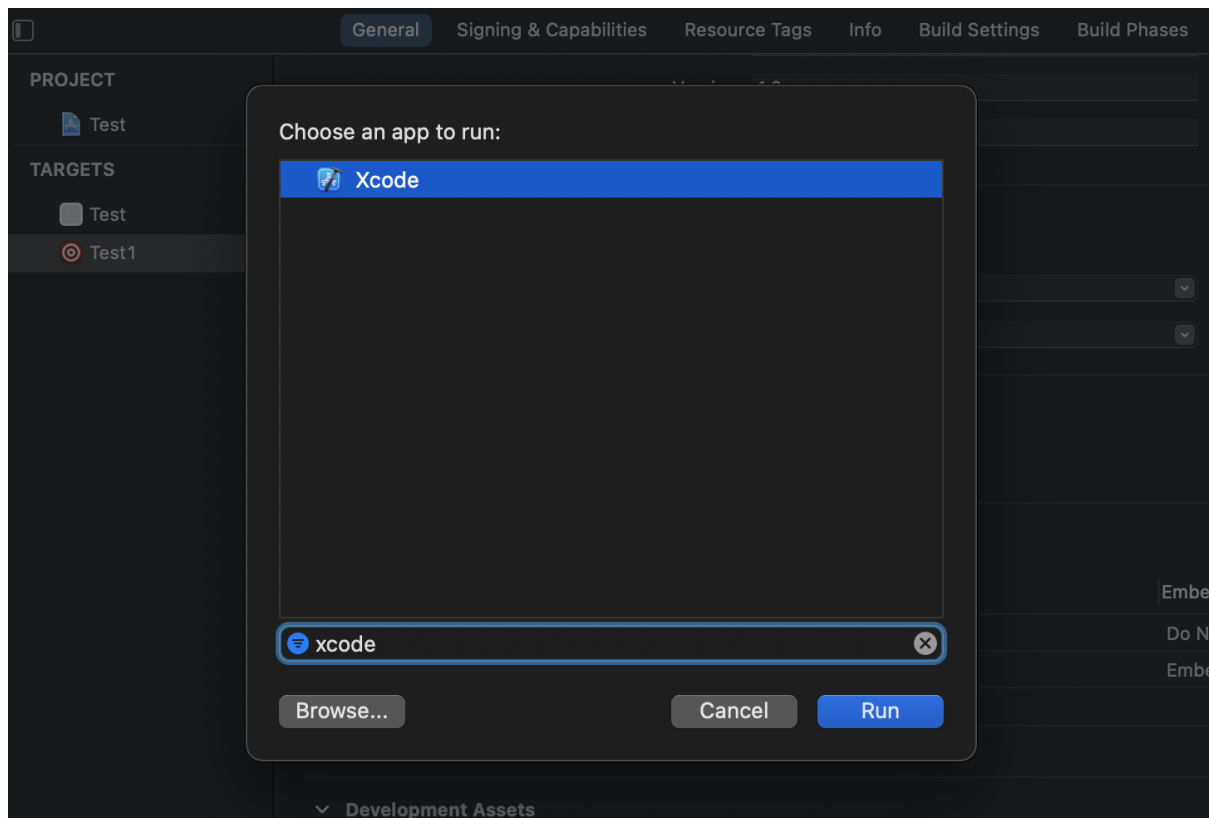 General Signing & Capabilities Resource Tags Info Build Settings Build Phases
PROJECT
Test
TARGETS
Test
Test1
Choose an app to run:
Xcode
xcode
Browse...
Cancel
Run
Embe
Do N
Embe
Development Assets